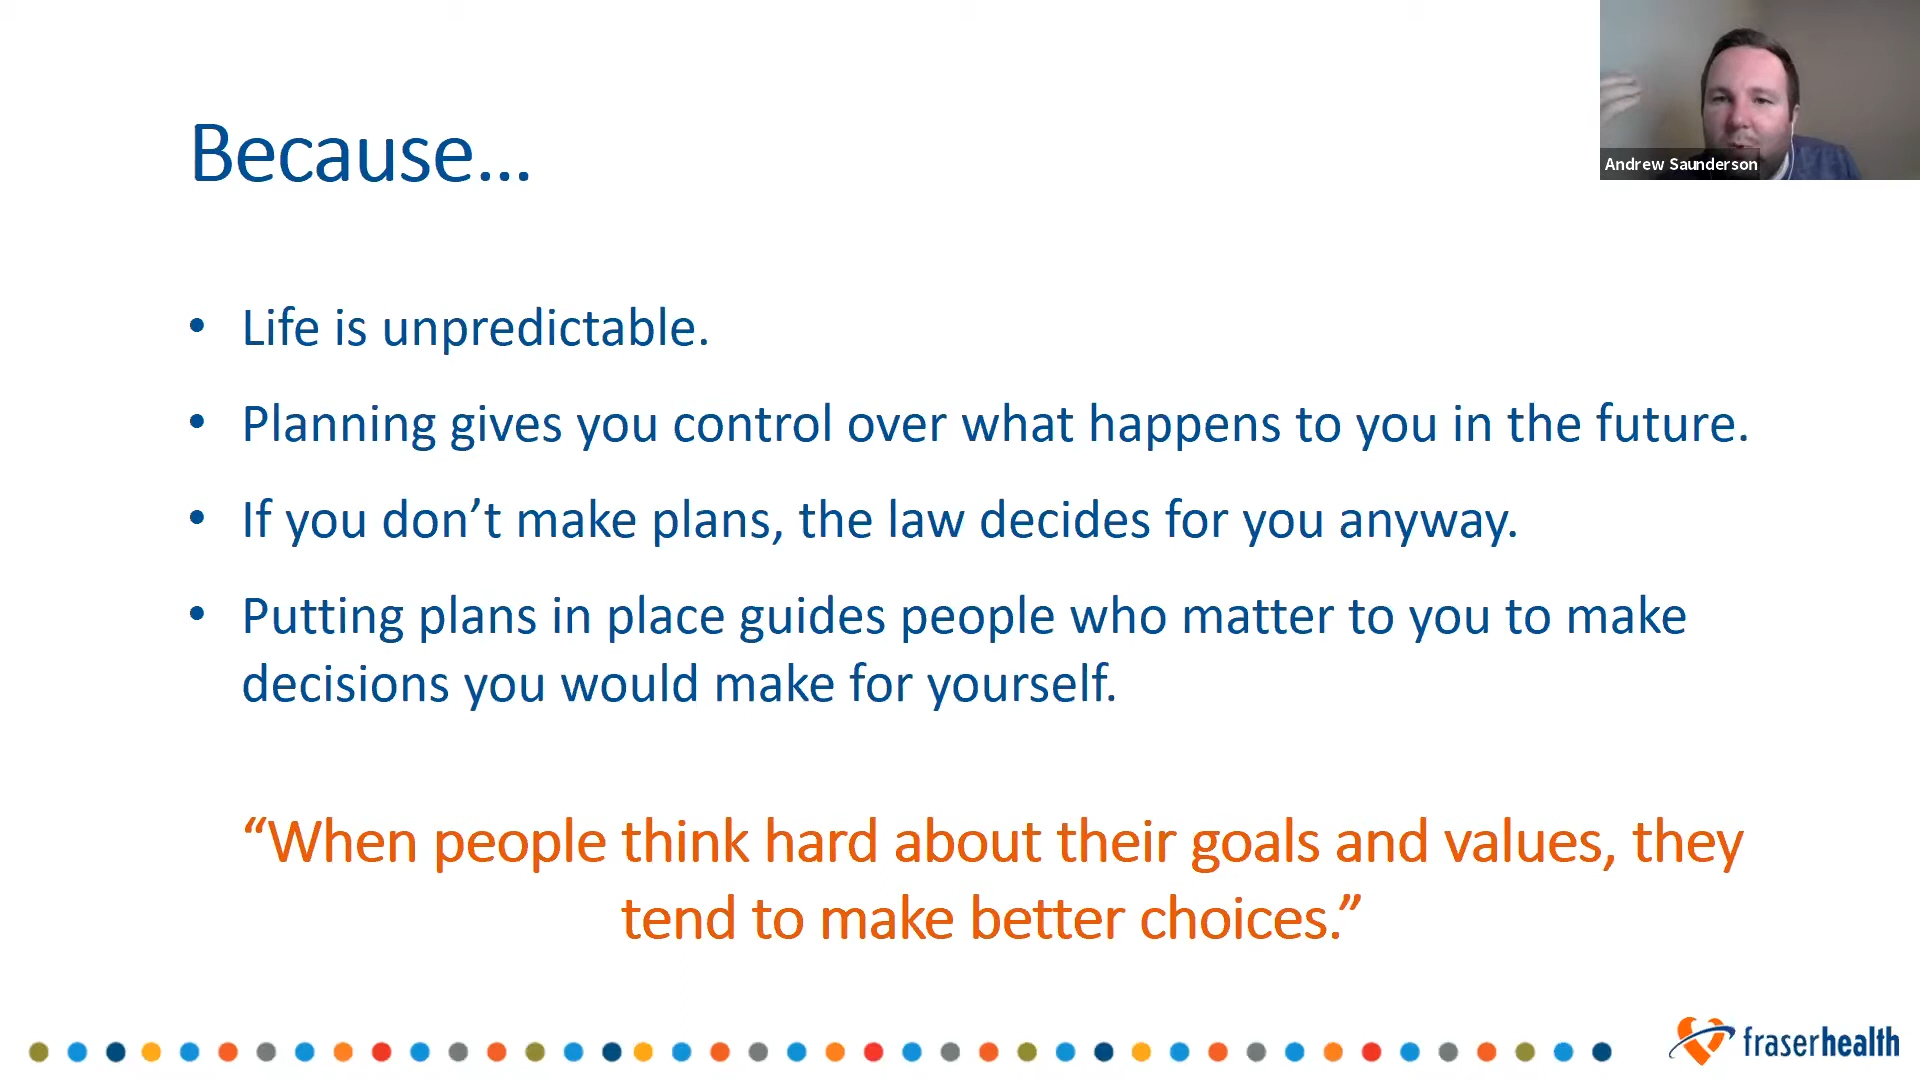 Because...
Andrew Saunderson
• Life is unpredictable.
• Planning gives you control over what happens to you in the future.
• If you don’t make plans, the law decides for you anyway.
• Putting plans in place guides people who matter to you to make
decisions you would make for yourself.
“When people think hard about their goals and values, they
tend to make better choices.”
fraserhealth